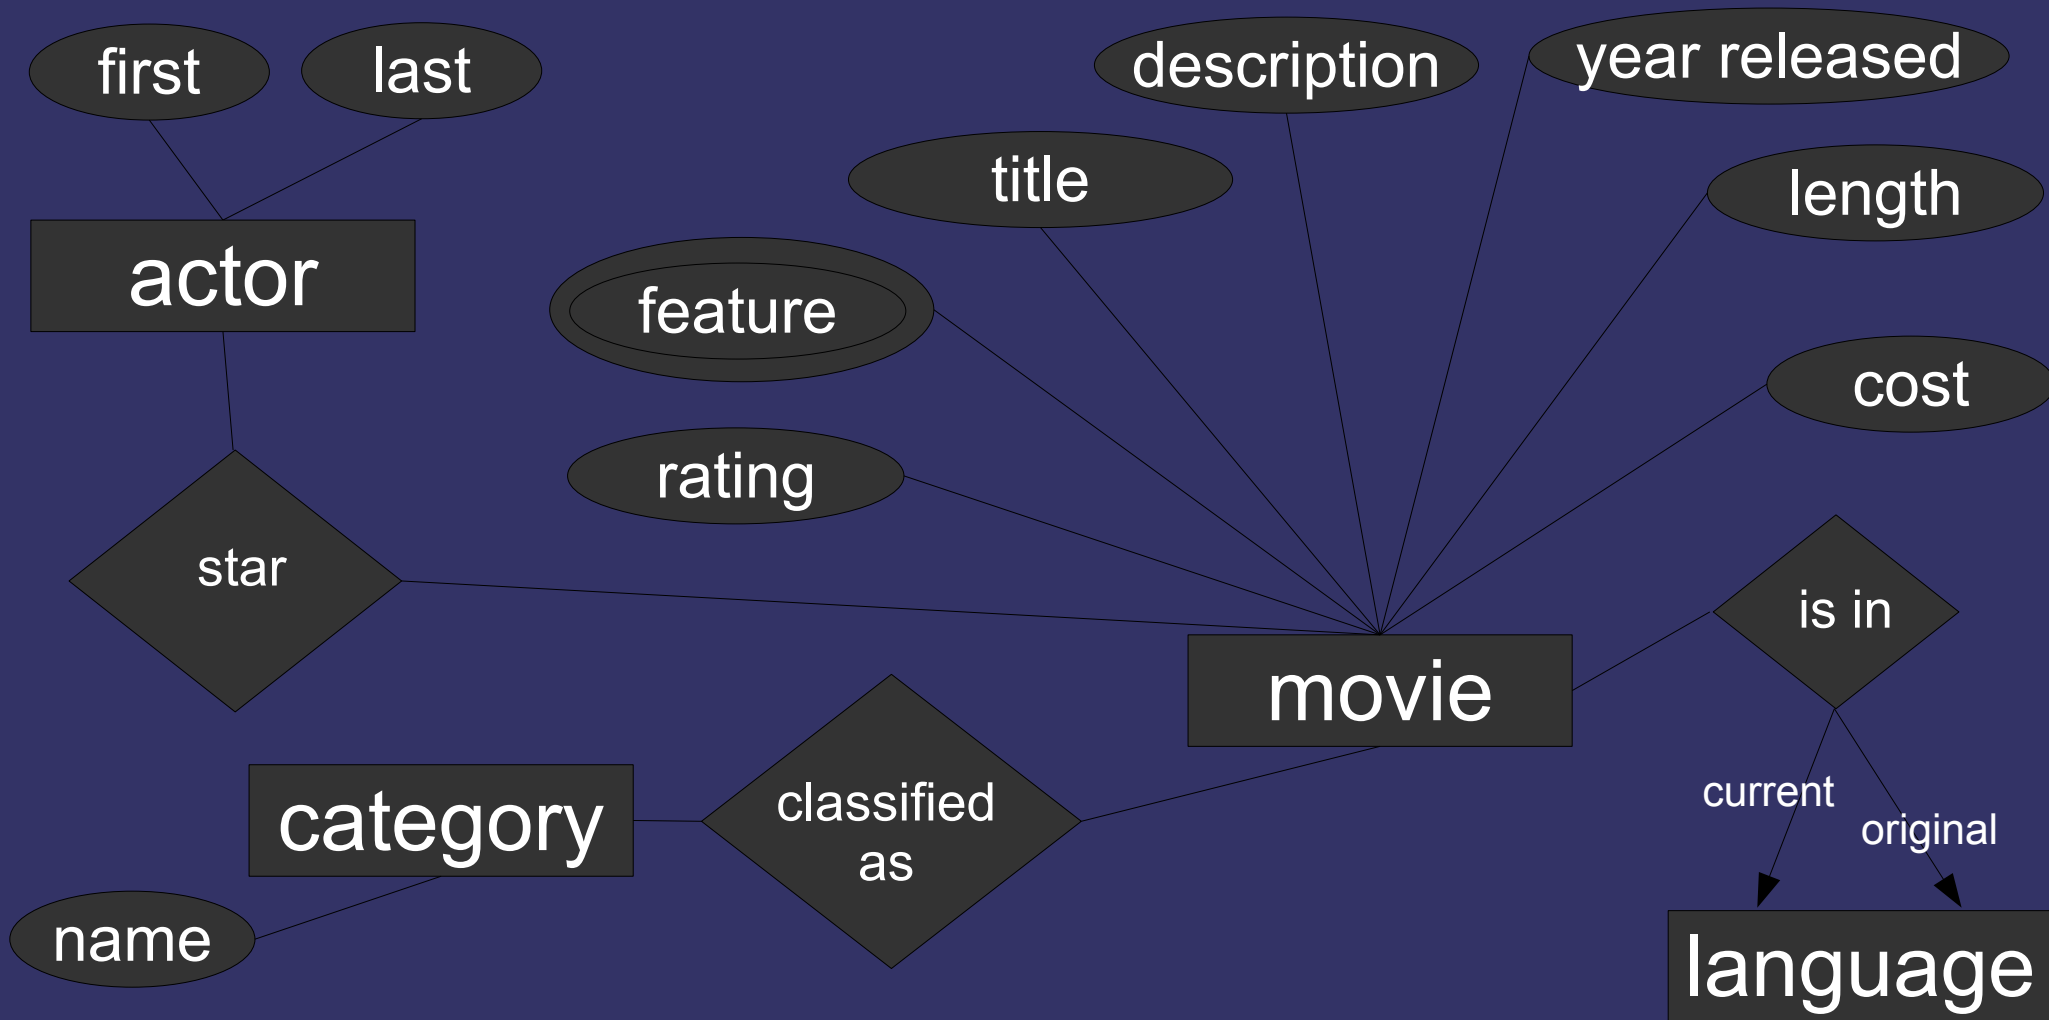 first
last
description
year released
title
length
actor
feature
cost
rating
star
is in
movie
current
classified
as
category
original
name
language